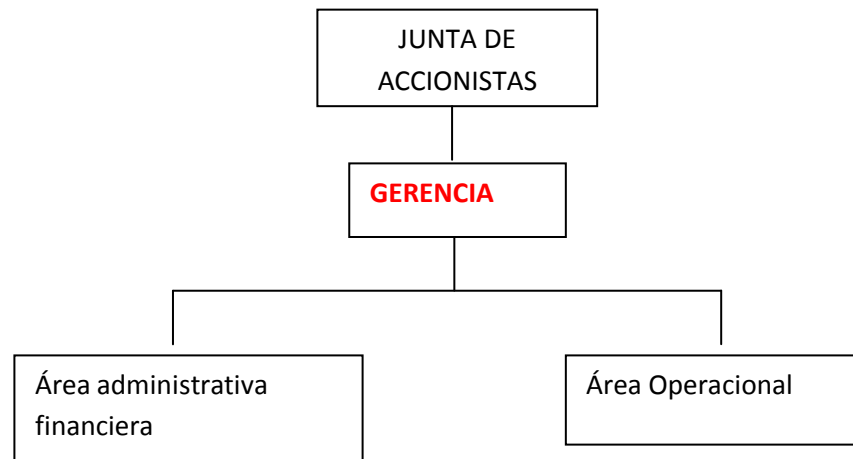 JUNTA DE
ACCIONISTAS
GERENCIA
Área administrativa
financiera
Área Operacional